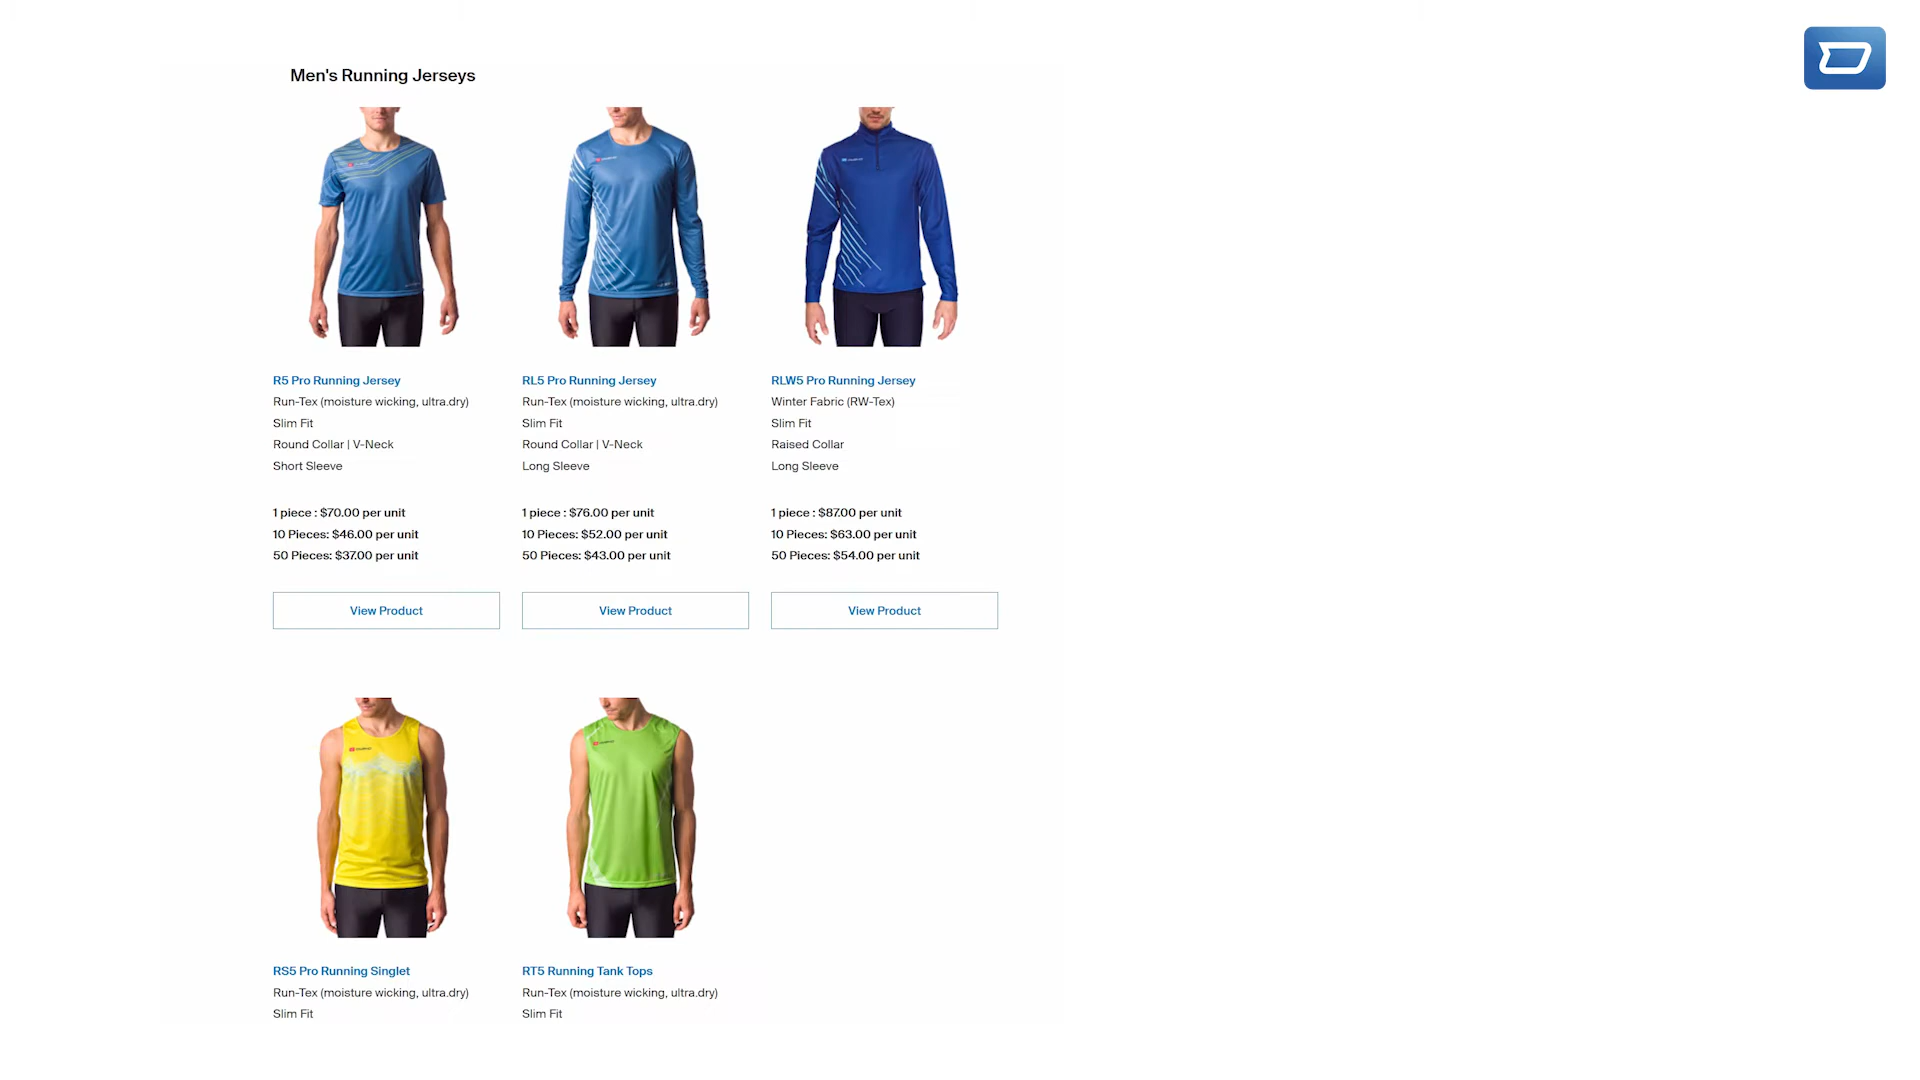 Men's Running Jerseys
R5 Pro Running Jersey
Run-Tex (moisture wicking, ultra.dry)
Slim Fit
Round Collar | V-Neck
Short Sleeve
1 piece : $70.00 per unit
10 Pieces: $46.00 per unit
50 Pieces: $37.00 per unit
View Product
RL5 Pro Running Jersey
Run-Tex (moisture wicking, ultra.dry)
Slim Fit
Round Collar | V-Neck
Long Sleeve
1 piece : $76.00 per unit
10 Pieces: $52.00 per unit
50 Pieces: $43.00 per unit
View Product
RLW5 Pro Running Jersey
Winter Fabric (RW-Tex)
Slim Fit
Raised Collar
Long Sleeve
1 piece : $87.00 per unit
10 Pieces: $63.00 per unit
50 Pieces: $54.00 per unit
View Product
RS5 Pro Running Singlet
Run-Tex (moisture wicking, ultra.dry)
Slim Fit
RT5 Running Tank Tops
Run-Tex (moisture wicking, ultra.dry)
Slim Fit